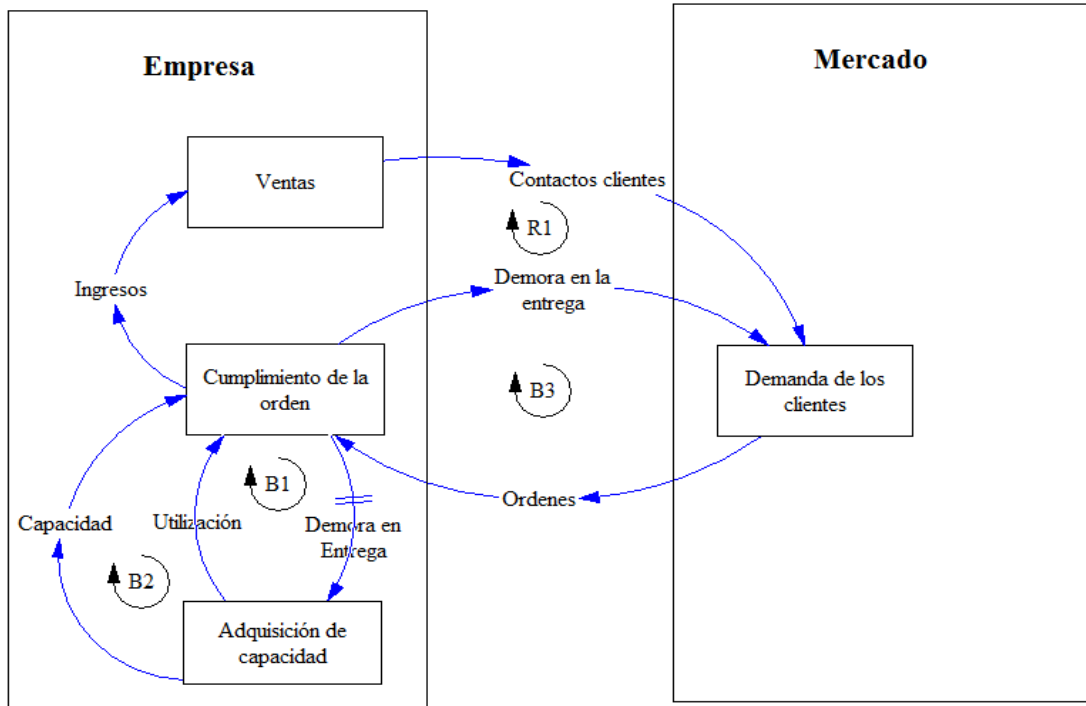 Empresa
Mercado
Ventas
Contactos clientes
R1
Ingresos
Demora en la
entrega
Cumplimiento de la
orden
B3
Demanda de los
clientes
B1
Ordenes
Capacidad
Utilización
Demora en
Entrega
B2
Adquisición de
capacidad